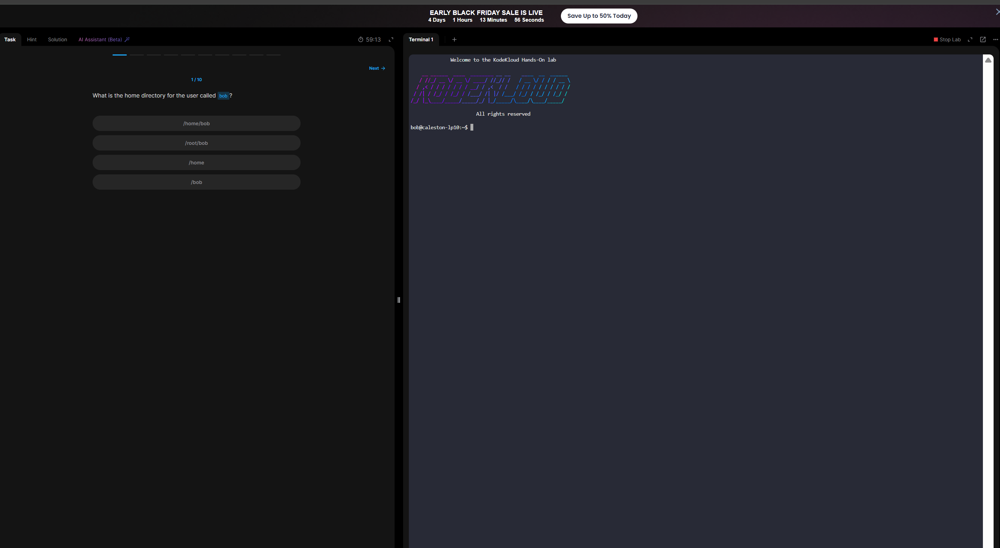 EARLY BLACK FRIDAY SALE IS LIVE
4 Days 1 Hours 13 Minutes 56 Seconds
Save Up to 50% Today
Task Hint Solution AI Assistant (Beta) 59:13
Next →
1 / 10
What is the home directory for the user called bob ?
/home/bob
/root/bob
/home
/bob
Terminal 1 +
Stop Lab
Welcome to the KodeKloud Hands-On lab
KODEKLOUD
All rights reserved
bob@caleston-lp10:~$